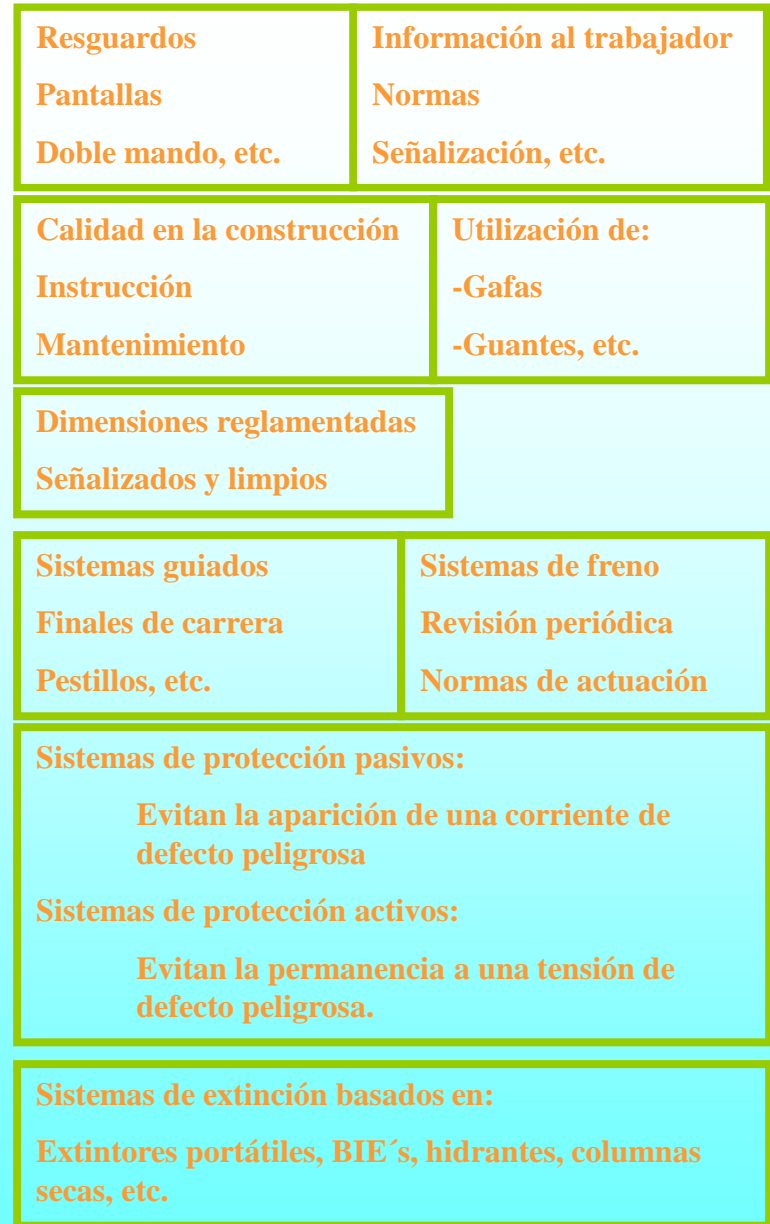 Resguardos
Pantallas
Doble mando, etc.
Información al trabajador
Normas
Señalización, etc.
Calidad en la construcción
Instrucción
Mantenimiento
Utilización de:
-Gafas
-Guantes, etc.
Dimensiones reglamentadas
Señalizados y limpios
Sistemas guiados
Finales de carrera
Pestillos, etc.
Sistemas de freno
Revisión periódica
Normas de actuación
Sistemas de protección pasivos:
Evitan la aparición de una corriente de
defecto peligrosa
Sistemas de protección activos:
Evitan la permanencia a una tensión de
defecto peligrosa.
Sistemas de extinción basados en:
Extintores portátiles, BIE´s, hidrantes, columnas
secas, etc.